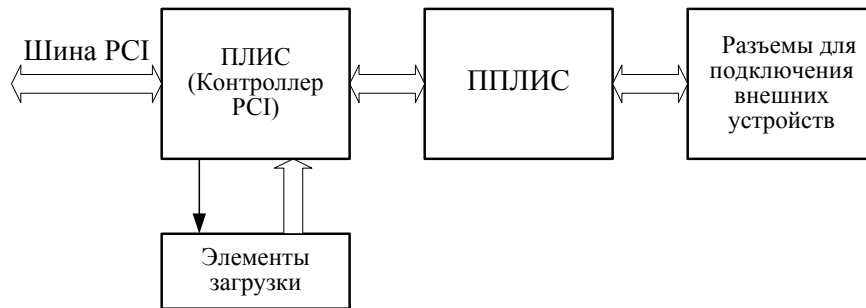 Шина PCI
ПЛИС
(Контроллер
PCI)
ППЛИС
Разъемы для
подключения
внешних
устройств
Элементы
загрузки